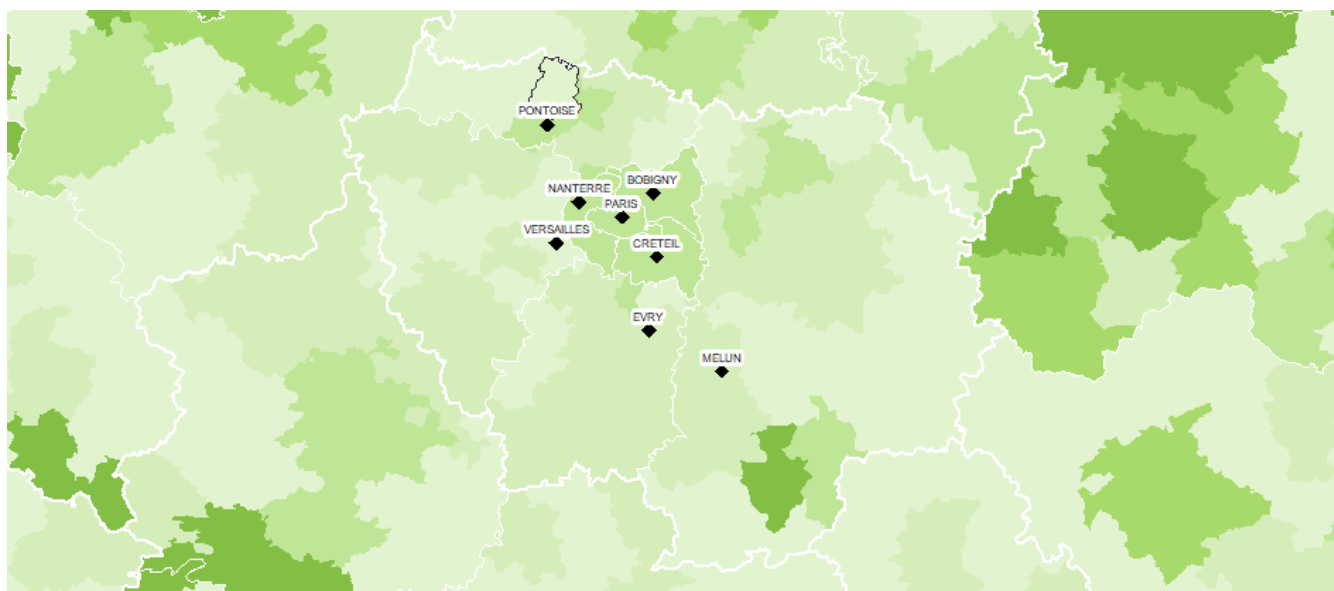 PONTOISE
BOBIGNY
NANTERRE
PARIS
VERSAILLES
CRETEIL
EVRY
MELUN